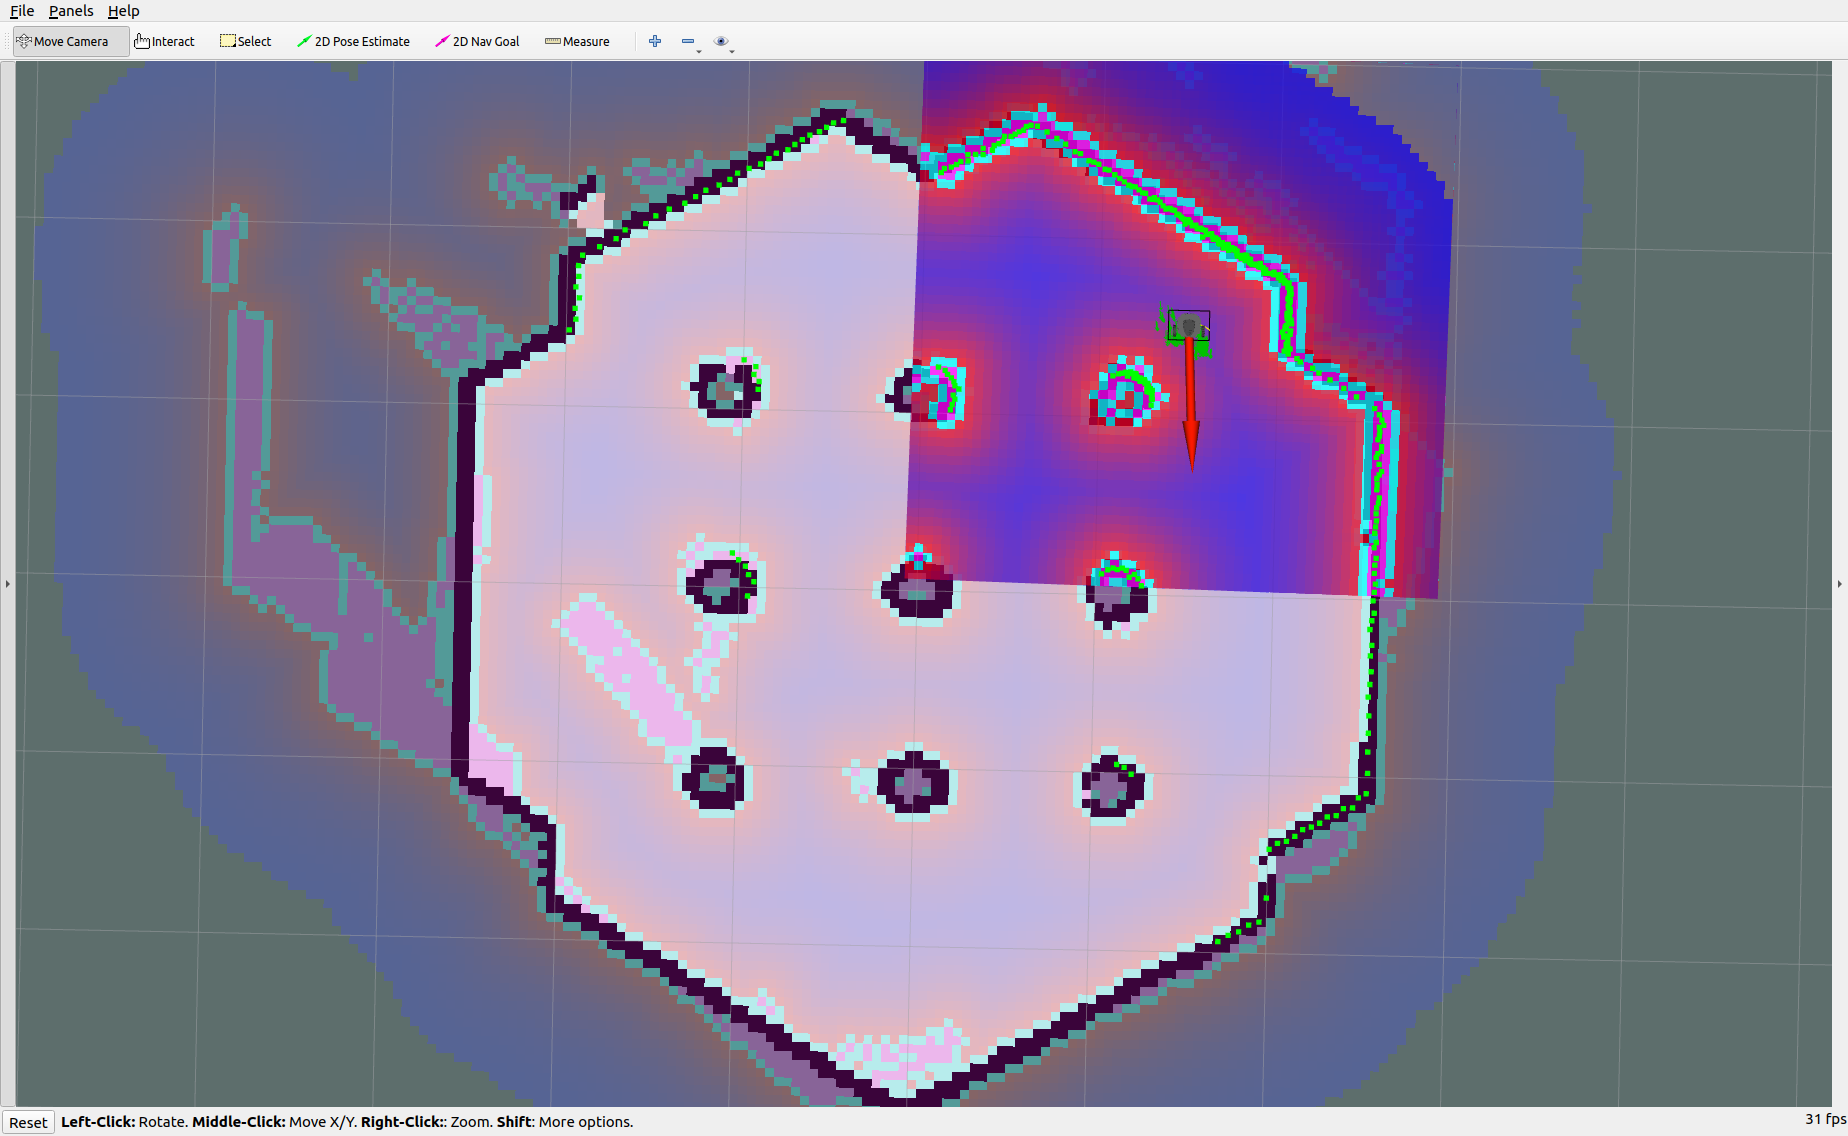 File Panels Help
Move Camera Interact Select 2D Pose Estimate 2D Nav Goal Measure
Reset Left-Click: Rotate. Middle-Click: Move X/Y. Right-Click:: Zoom. Shift: More options. 31 fps